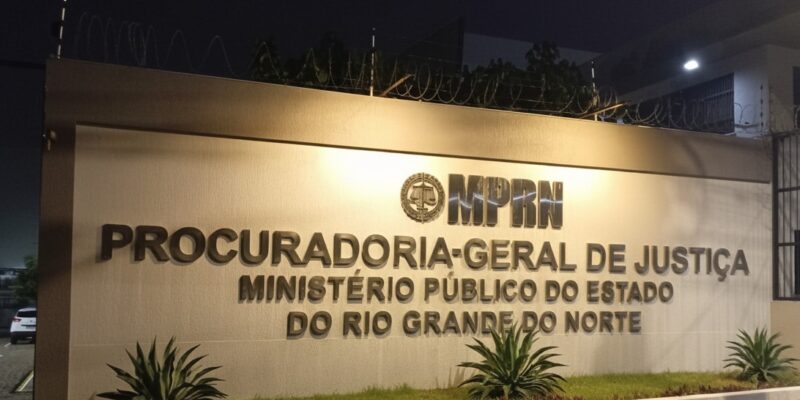 MPRN
PROCURADORIA-GERAL DE JUSTIÇA
MINISTÉRIO PÚBLICO DO ESTADO
DO RIO GRANDE DO NORTE